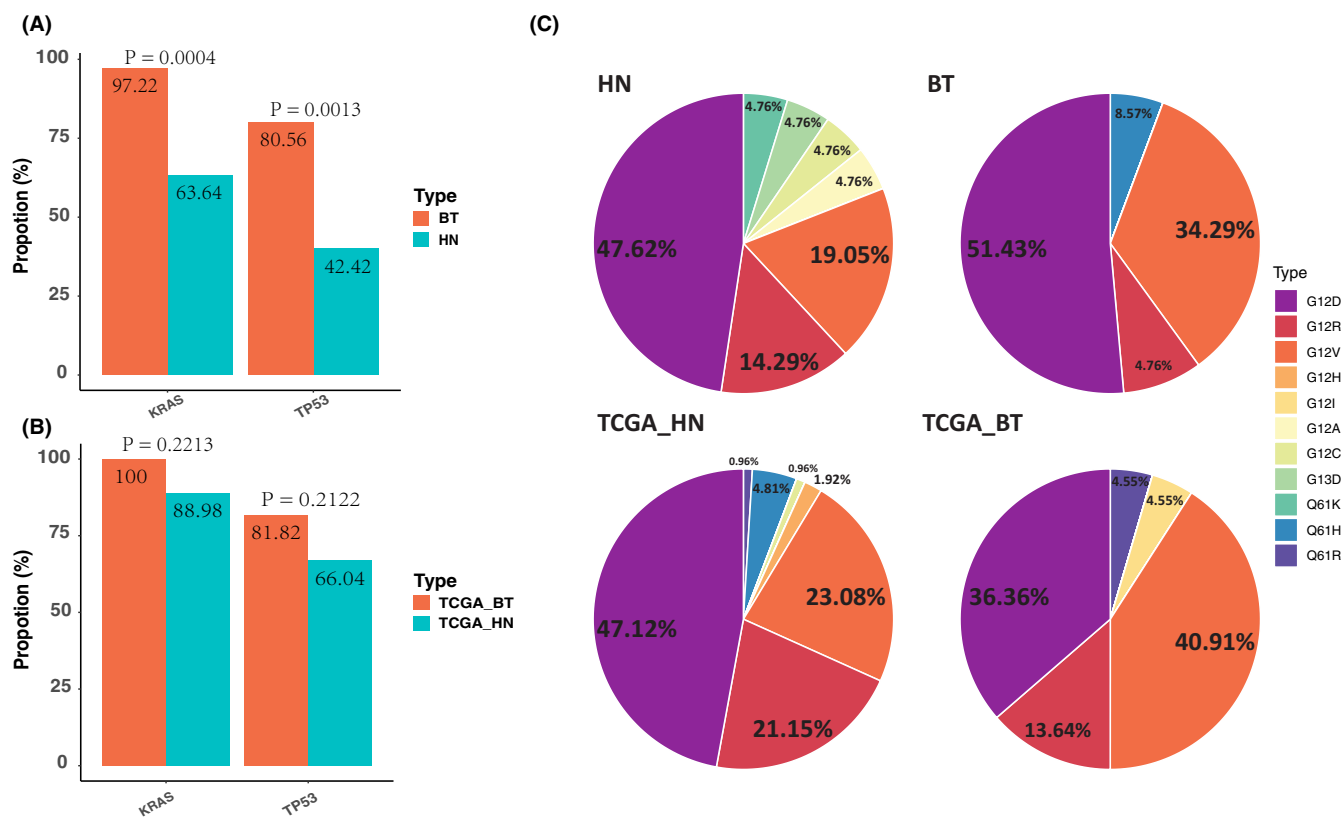 (A)
P = 0.0004
P = 0.0013
100
75
50
25
0
97.22
63.64
80.56
42.42
Propotion (%)
KRAS
TP53
Type
BT
HN
(B)
P = 0.2213
P = 0.2122
100
75
50
25
0
100
88.98
81.82
66.04
Propotion (%)
KRAS
TP53
Type
TCGA_BT
TCGA_HN
(C)
HN
4.76%
4.76%
4.76%
4.76%
19.05%
14.29%
47.62%
BT
8.57%
34.29%
4.76%
51.43%
TCGA_HN
0.96%
4.81%
0.96%
1.92%
23.08%
21.15%
47.12%
TCGA_BT
4.55%
4.55%
40.91%
13.64%
36.36%
Type
G12D
G12R
G12V
G12H
G12I
G12A
G12C
G13D
Q61K
Q61H
Q61R